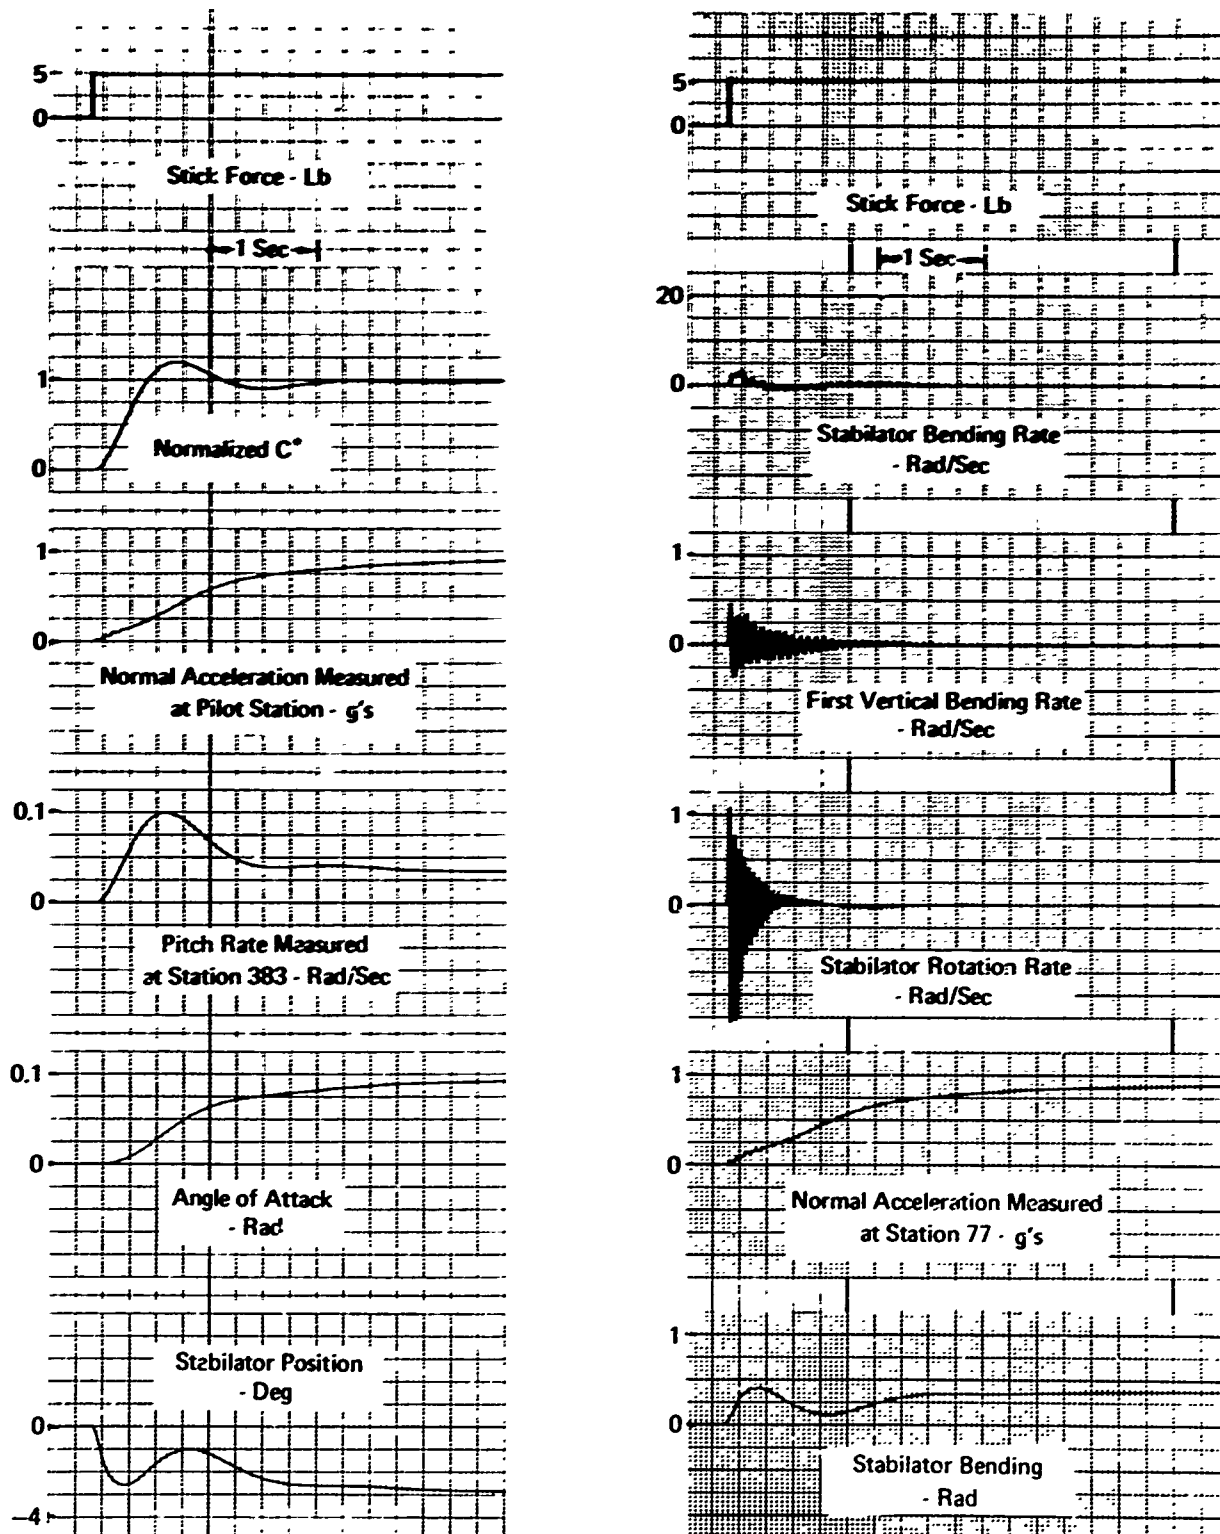 5
0
Stick Force - Lb
1 Sec
1
0
Normalized C*
1
0
Normal Acceleration Measured
at Pilot Station - g's
0.1
0
Pitch Rate Measured
at Station 383 - Rad/Sec
0.1
0
Angle of Attack
- Rad
Stabilator Position
- Deg
0
-4
5
0
Stick Force - Lb
1 Sec
20
0
Stabilator Bending Rate
- Rad/Sec
1
0
First Vertical Bending Rate
- Rad/Sec
1
0
Stabilator Rotation Rate
- Rad/Sec
1
0
Normal Acceleration Measured
at Station 77 - g's
1
0
Stabilator Bending
- Rad